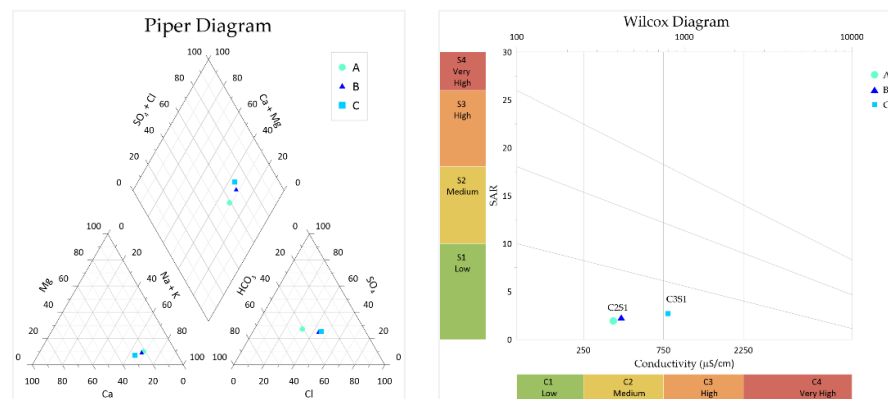 Piper Diagram
100 100
80 80
60 60
40 40
20 20
0 0
SO₄ + Cl
Ca + Mg
A
B
C
100 0
80 20
60 40
40 60
20 80
0 100
Mg
Na + K
100 80 60 40 20 0
Ca
100 0
80 20
60 40
40 60
20 80
0 100
HCO₃
SO₄
0 20 40 60 80 100
Cl
Wilcox Diagram
100 1000 10000
30
25
20
15
10
5
0
SAR
S4
Very
High
S3
High
S2
Medium
S1
Low
C2S1
C3S1
A
B
C
250 750 2250
Conductivity (µS/cm)
C1
Low
C2
Medium
C3
High
C4
Very High